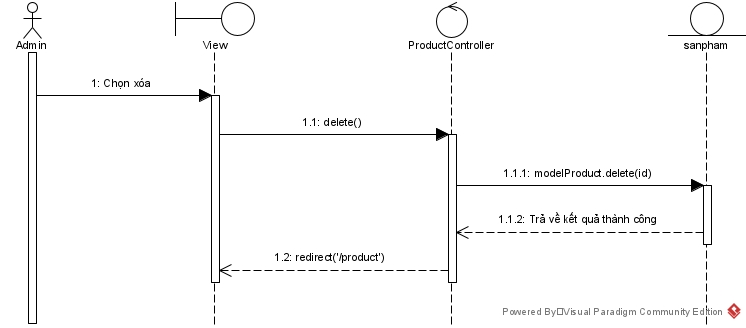 Admin
View
ProductController
sanpham
1: Chọn xóa
1.1: delete()
1.1.1: modelProduct.delete(id)
1.1.2: Trả về kết quả thành công
1.2: redirect('/product')
Powered By□Visual Paradigm Community Edition